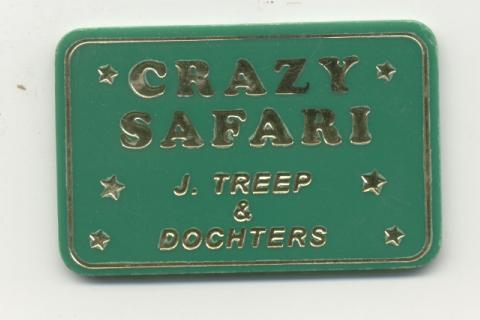 CRAZY
SAFARI
J. TREEP
&
DOCHTERS